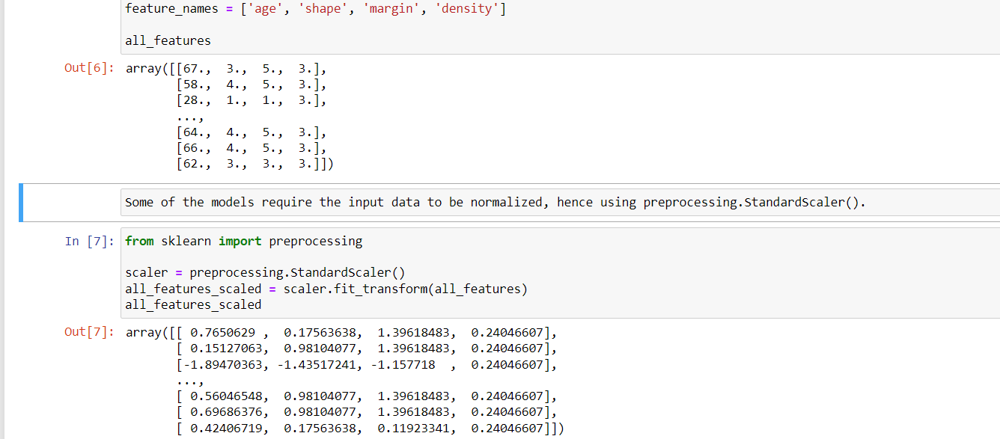 feature_names = ['age', 'shape', 'margin', 'density']
all_features
Out[6]: array([[67., 3., 5., 3.],
[58., 4., 5., 3.],
[28., 1., 1., 3.],
...,
[64., 4., 5., 3.],
[66., 4., 5., 3.],
[62., 3., 3., 3.]])
Some of the models require the input data to be normalized, hence using preprocessing.StandardScaler().
In [7]: from sklearn import preprocessing
scaler = preprocessing.StandardScaler()
all_features_scaled = scaler.fit_transform(all_features)
all_features_scaled
Out[7]: array([[ 0.7650629 , 0.17563638, 1.39618483, 0.24046607],
[ 0.15127063, 0.98104077, 1.39618483, 0.24046607],
[-1.89470363, -1.43517241, -1.157718 , 0.24046607],
...,
[ 0.56046548, 0.98104077, 1.39618483, 0.24046607],
[ 0.69686376, 0.98104077, 1.39618483, 0.24046607],
[ 0.42406719, 0.17563638, 0.11923341, 0.24046607]])